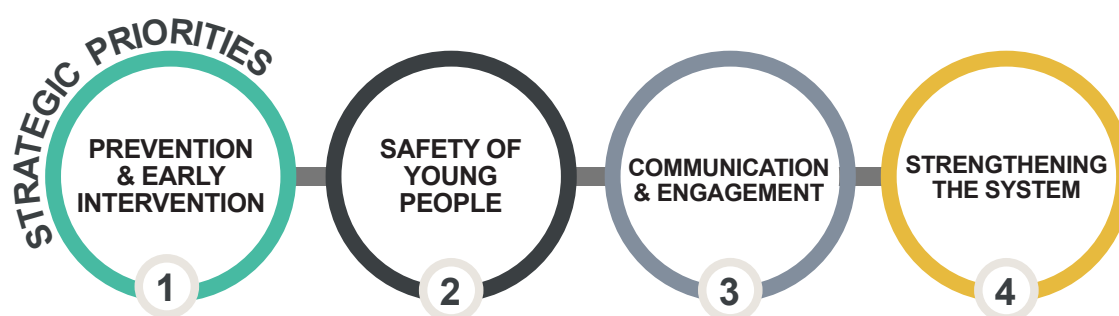 STRATEGIC PRIORITIES
PREVENTION
& EARLY
INTERVENTION
1
SAFETY OF
YOUNG
PEOPLE
2
COMMUNICATION
& ENGAGEMENT
3
STRENGTHENING
THE SYSTEM
4